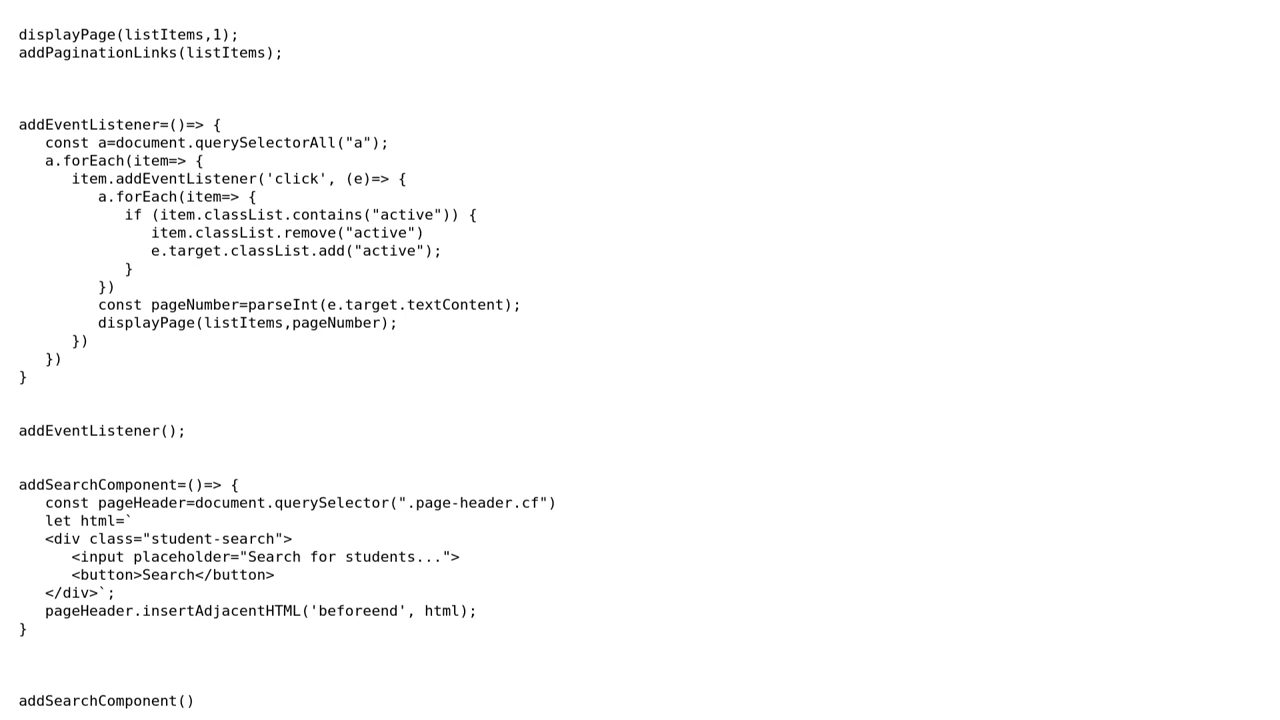 displayPage(listItems,1);
addPaginationLinks(listItems);
addEventListener=()=> {
   const a=document.querySelectorAll("a");
   a.forEach(item=> {
      item.addEventListener('click', (e)=> {
         a.forEach(item=> {
            if (item.classList.contains("active")) {
               item.classList.remove("active")
               e.target.classList.add("active");
            }
         })
         const pageNumber=parseInt(e.target.textContent);
         displayPage(listItems,pageNumber);
      })
   })
}
addEventListener();
addSearchComponent=()=> {
   const pageHeader=document.querySelector(".page-header.cf")
   let html=`
   <div class="student-search">
      <input placeholder="Search for students...">
      <button>Search</button>
   </div>`;
   pageHeader.insertAdjacentHTML('beforeend', html);
}
addSearchComponent()